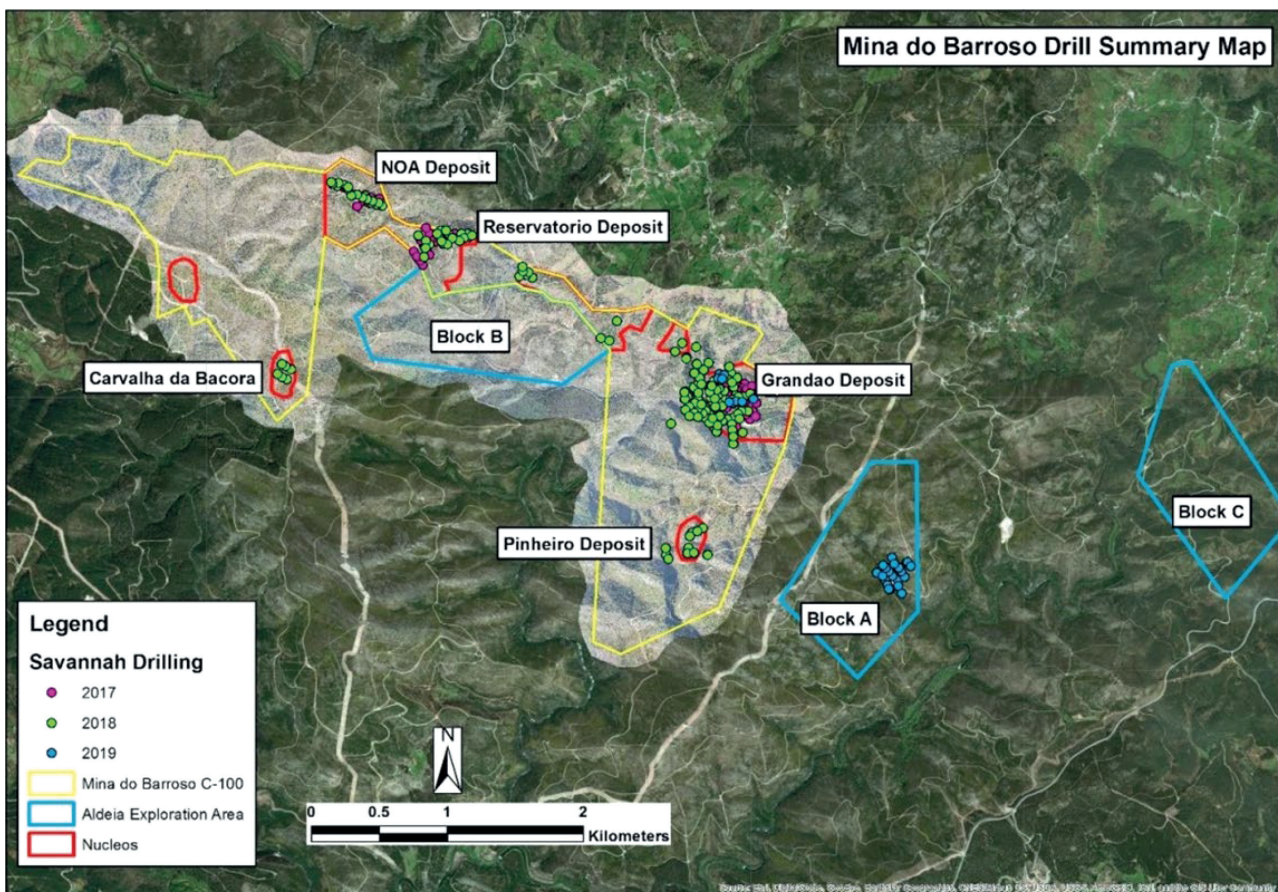 Mina do Barroso Drill Summary Map
NOA Deposit
Reservatorio Deposit
Block B
Carvalha da Bacora
Grandao Deposit
Pinheiro Deposit
Block C
Block A
Legend
Savannah Drilling
2017
2018
2019
Mina do Barroso C-100
Aldeia Exploration Area
Nucleos
N
0 0.5 1 2
Kilometers